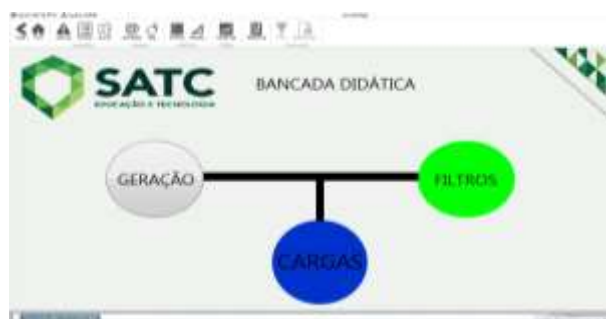 SATC
EDUCAÇÃO E TECNOLOGIA
BANCADA DIDÁTICA
GERAÇÃO
FILTROS
CARGAS